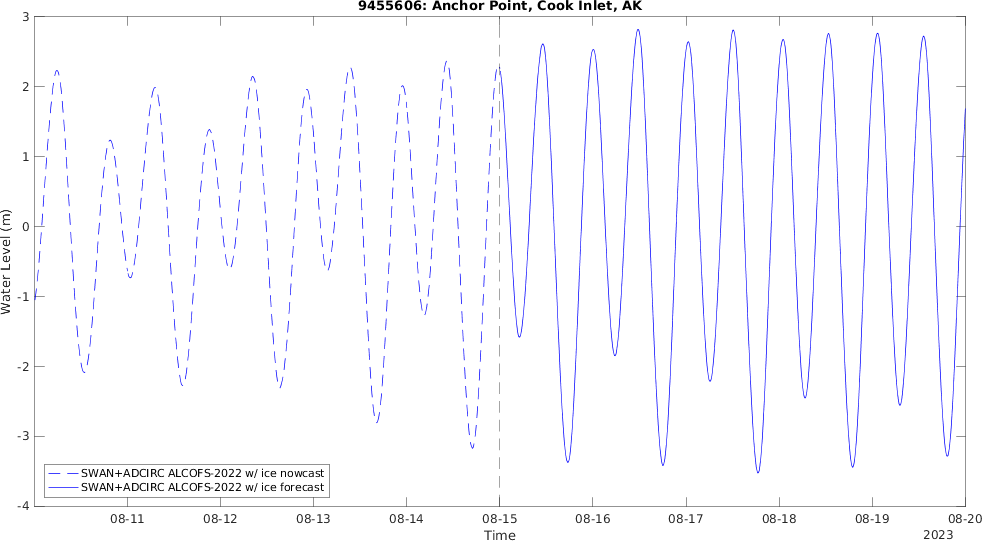 9455606: Anchor Point, Cook Inlet, AK
3
2
1
0
-1
-2
-3
-4
Water Level (m)
SWAN+ADCIRC ALCOFS-2022 w/ ice nowcast
SWAN+ADCIRC ALCOFS-2022 w/ ice forecast
08-11 08-12 08-13 08-14 08-15 08-16 08-17 08-18 08-19 08-20
Time
2023